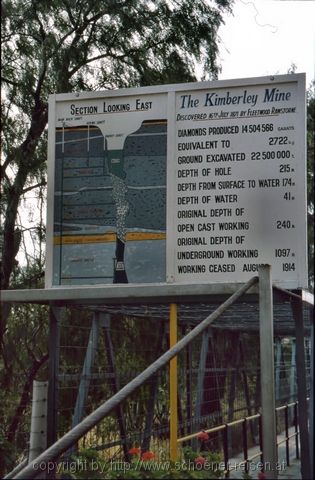 SECTION LOOKING EAST
The Kimberley Mine
DISCOVERED 16TH JULY 1871 BY FLEETWOOD RAWSTORNE
DIAMONDS PRODUCED 14 504 566 CARATS
EQUIVALENT TO 2722 kg
GROUND EXCAVATED 22 500 000 t.
DEPTH OF HOLE 215 M
DEPTH FROM SURFACE TO WATER 174 M
DEPTH OF WATER 41 M
ORIGINAL DEPTH OF
OPEN CAST WORKING 240 M
ORIGINAL DEPTH OF
UNDERGROUND WORKING 1097 M
WORKING CEASED AUGUST 1914
copyright by http://www.reiseschreibe.at